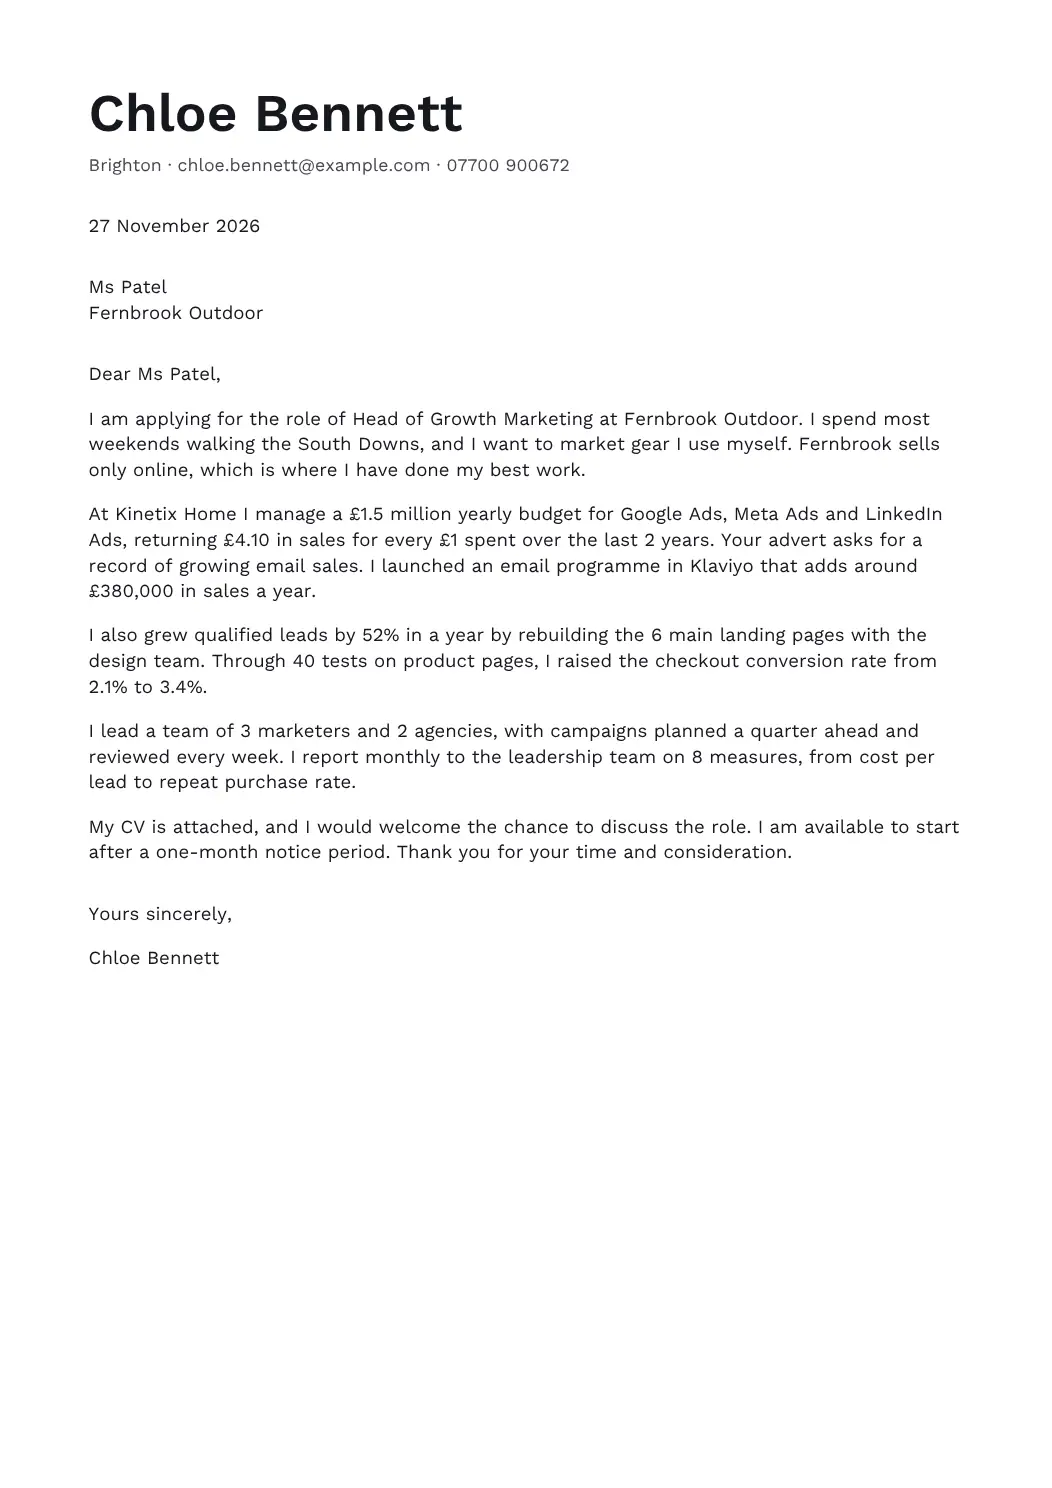 Chloe Bennett
Brighton · chloe.bennett@example.com · 07700 900672
27 November 2026
Ms Patel
Fernbrook Outdoor
Dear Ms Patel,
I am applying for the role of Head of Growth Marketing at Fernbrook Outdoor. I spend most
weekends walking the South Downs, and I want to market gear I use myself. Fernbrook sells
only online, which is where I have done my best work.
At Kinetix Home I manage a £1.5 million yearly budget for Google Ads, Meta Ads and LinkedIn
Ads, returning £4.10 in sales for every £1 spent over the last 2 years. Your advert asks for a
record of growing email sales. I launched an email programme in Klaviyo that adds around
£380,000 in sales a year.
I also grew qualified leads by 52% in a year by rebuilding the 6 main landing pages with the
design team. Through 40 tests on product pages, I raised the checkout conversion rate from
2.1% to 3.4%.
I lead a team of 3 marketers and 2 agencies, with campaigns planned a quarter ahead and
reviewed every week. I report monthly to the leadership team on 8 measures, from cost per
lead to repeat purchase rate.
My CV is attached, and I would welcome the chance to discuss the role. I am available to start
after a one-month notice period. Thank you for your time and consideration.
Yours sincerely,
Chloe Bennett